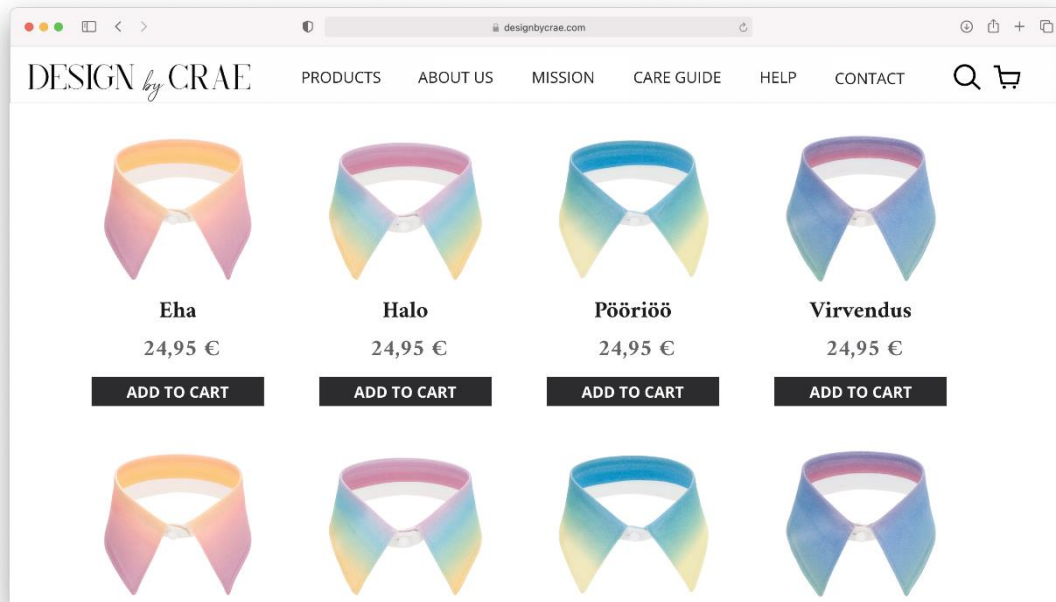 designbycrae.com
DESIGN by CRAE PRODUCTS ABOUT US MISSION CARE GUIDE HELP CONTACT
Eha Halo Pööriöö Virvendus
24,95 € 24,95 € 24,95 € 24,95 €
ADD TO CART ADD TO CART ADD TO CART ADD TO CART